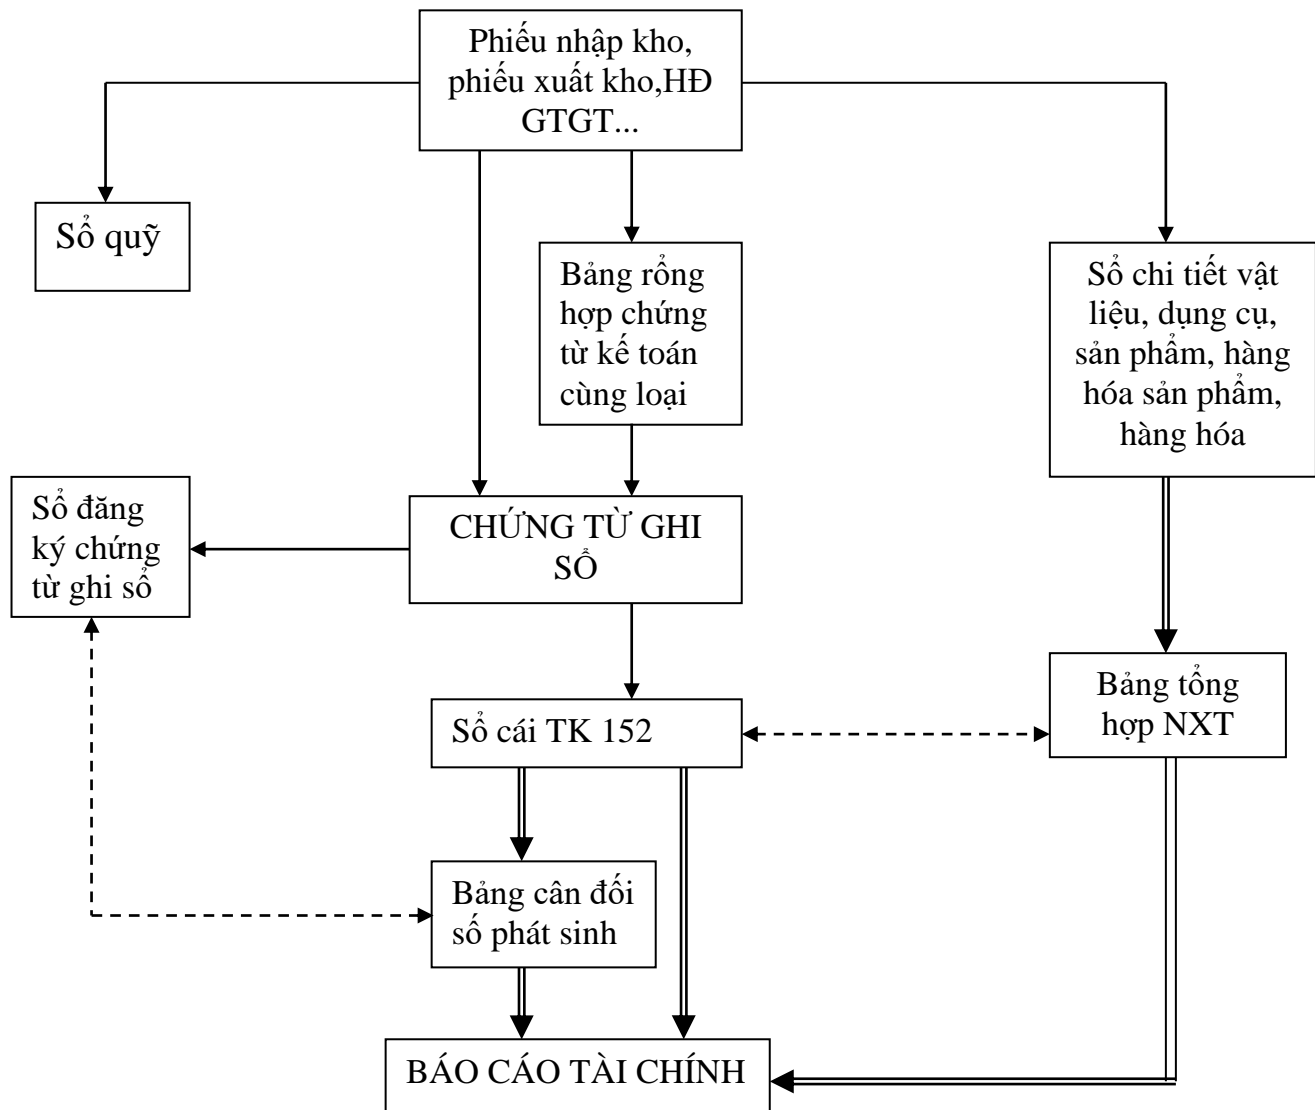 Phiếu nhập kho,
phiếu xuất kho,HĐ
GTGT...
Sổ quỹ
Bảng rổng
hợp chứng
từ kế toán
cùng loại
Sổ chi tiết vật
liệu, dụng cụ,
sản phẩm, hàng
hóa sản phẩm,
hàng hóa
Sổ đăng
ký chứng
từ ghi sổ
CHỨNG TỪ GHI
SỔ
Bảng tổng
hợp NXT
Sổ cái TK 152
Bảng cân đối
số phát sinh
BÁO CÁO TÀI CHÍNH